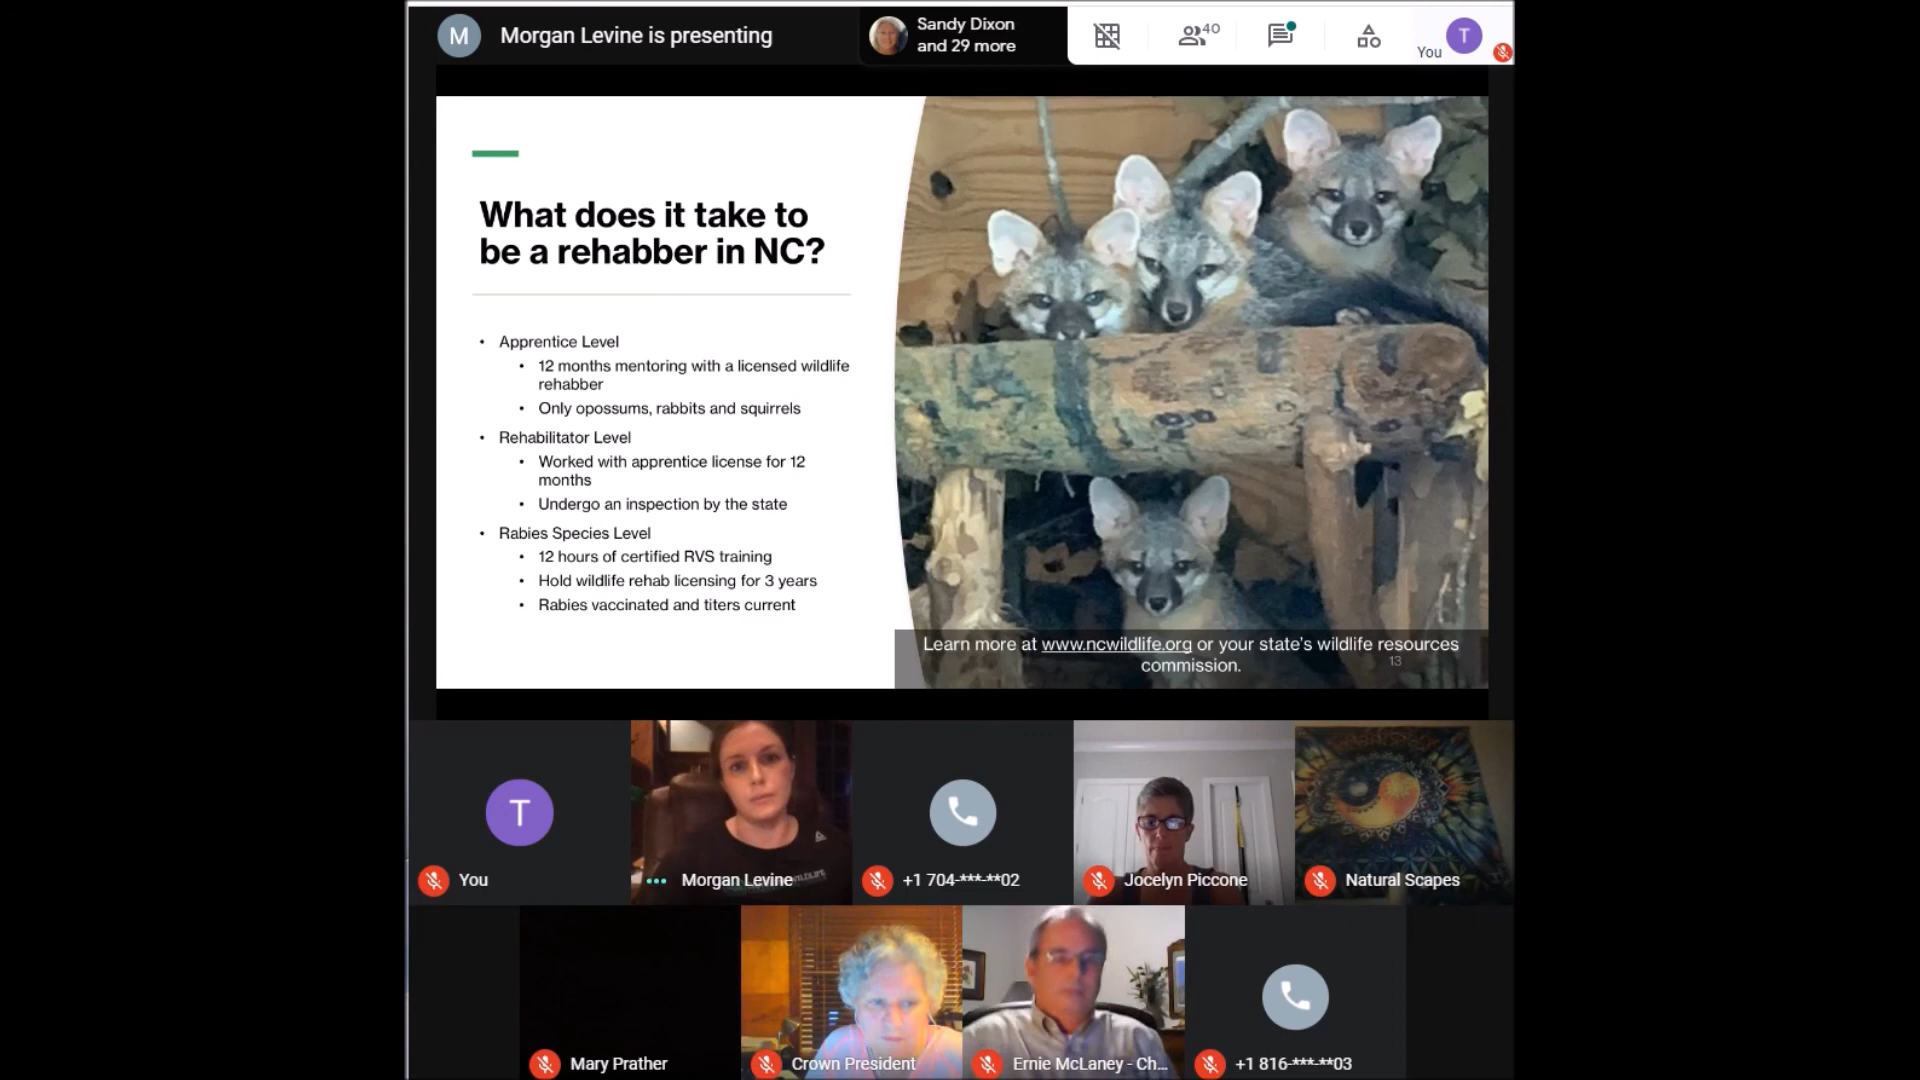 M
Morgan Levine is presenting
Sandy Dixon
and 29 more
40
You
T
What does it take to
be a rehabber in NC?
• Apprentice Level
• 12 months mentoring with a licensed wildlife
rehabber
• Only opossums, rabbits and squirrels
• Rehabilitator Level
• Worked with apprentice license for 12
months
• Undergo an inspection by the state
• Rabies Species Level
• 12 hours of certified RVS training
• Hold wildlife rehab licensing for 3 years
• Rabies vaccinated and titers current
Learn more at www.ncwildlife.org or your state's wildlife resources
commission.
13
T
You
Morgan Levine
+1 704-***-**02
Jocelyn Piccone
Natural Scapes
Mary Prather
Crown President
Ernie McLaney - Ch...
+1 816-***-**03